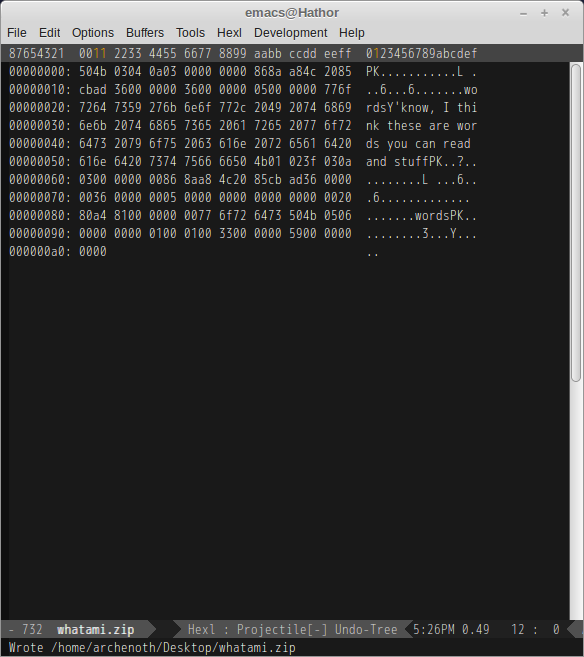 emacs@Hathor
File Edit Options Buffers Tools Hexl Development Help
87654321  0011 2233 4455 6677 8899 aabb ccdd eeff  0123456789abcdef
00000000: 504b 0304 0a03 0000 0000 868a a84c 2085  PK...........L .
00000010: cbad 3600 0000 3600 0000 0500 0000 776f  ..6...6.......wo
00000020: 7264 7359 276b 6e6f 772c 2049 2074 6869  rdsY'know, I thi
00000030: 6e6b 2074 6865 7365 2061 7265 2077 6f72  nk these are wor
00000040: 6473 2079 6f75 2063 616e 2072 6561 6420  ds you can read 
00000050: 616e 6420 7374 7566 6650 4b01 023f 030a  and stuffPK..?..
00000060: 0300 0000 0086 8aa8 4c20 85cb ad36 0000  ........L ...6..
00000070: 0036 0000 0005 0000 0000 0000 0000 0020  .6............. 
00000080: 80a4 8100 0000 0077 6f72 6473 504b 0506  .......wordsPK..
00000090: 0000 0000 0100 0100 3300 0000 5900 0000  ........3...Y...
000000a0: 0000                                     ..
- 732 whatami.zip Hexl : Projectile[-] Undo-Tree 5:26PM 0.49 12 : 0
Wrote /home/archenoth/Desktop/whatami.zip